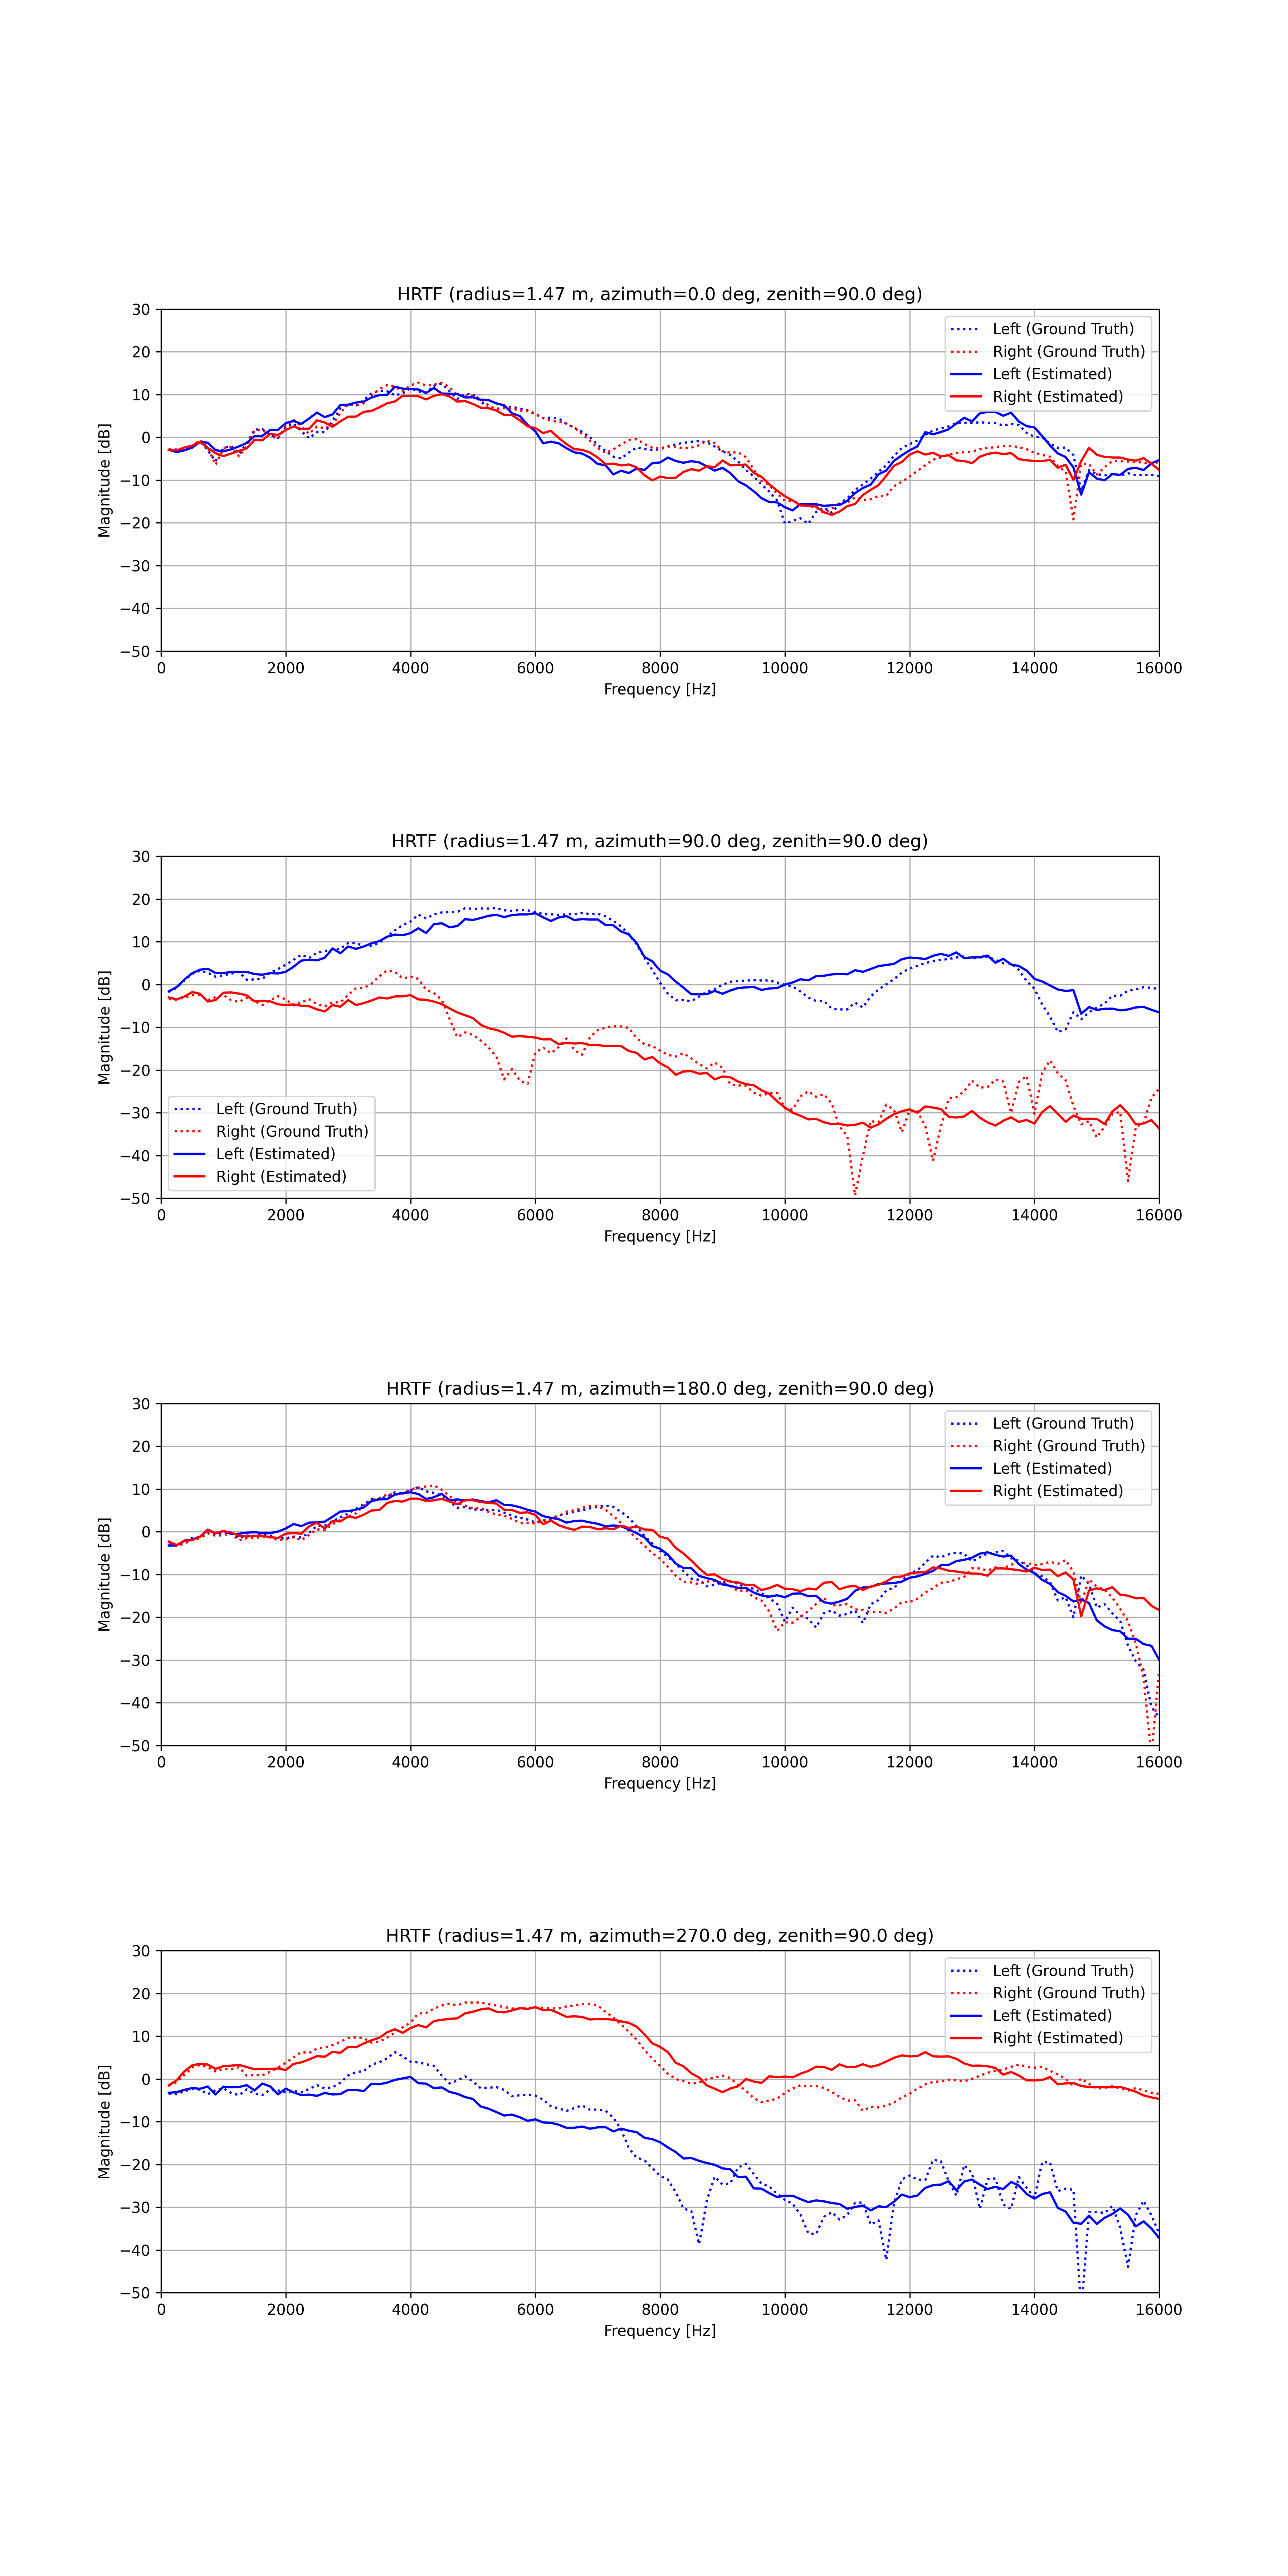 HRTF (radius=1.47 m, azimuth=0.0 deg, zenith=90.0 deg)
30
20
10
0
−10
−20
−30
−40
−50
Magnitude [dB]
Left (Ground Truth)
Right (Ground Truth)
Left (Estimated)
Right (Estimated)
0 2000 4000 6000 8000 10000 12000 14000 16000
Frequency [Hz]
HRTF (radius=1.47 m, azimuth=90.0 deg, zenith=90.0 deg)
30
20
10
0
−10
−20
−30
−40
−50
Magnitude [dB]
Left (Ground Truth)
Right (Ground Truth)
Left (Estimated)
Right (Estimated)
0 2000 4000 6000 8000 10000 12000 14000 16000
Frequency [Hz]
HRTF (radius=1.47 m, azimuth=180.0 deg, zenith=90.0 deg)
30
20
10
0
−10
−20
−30
−40
−50
Magnitude [dB]
Left (Ground Truth)
Right (Ground Truth)
Left (Estimated)
Right (Estimated)
0 2000 4000 6000 8000 10000 12000 14000 16000
Frequency [Hz]
HRTF (radius=1.47 m, azimuth=270.0 deg, zenith=90.0 deg)
30
20
10
0
−10
−20
−30
−40
−50
Magnitude [dB]
Left (Ground Truth)
Right (Ground Truth)
Left (Estimated)
Right (Estimated)
0 2000 4000 6000 8000 10000 12000 14000 16000
Frequency [Hz]